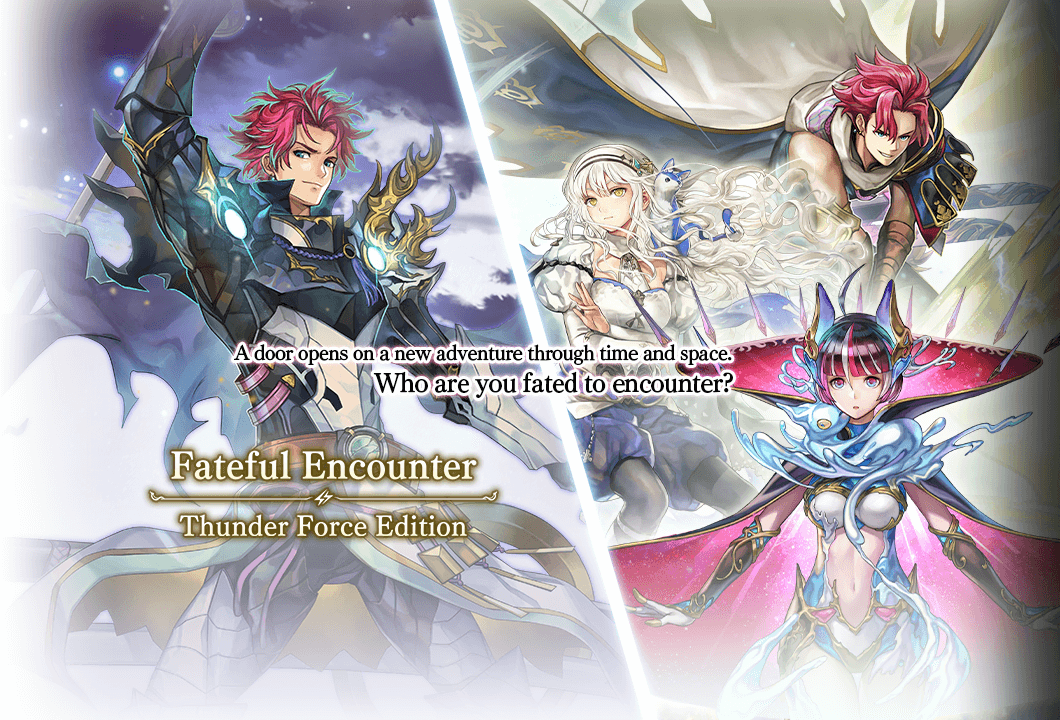 A door opens on a new adventure through time and space.
Who are you fated to encounter?
Fateful Encounter
Thunder Force Edition